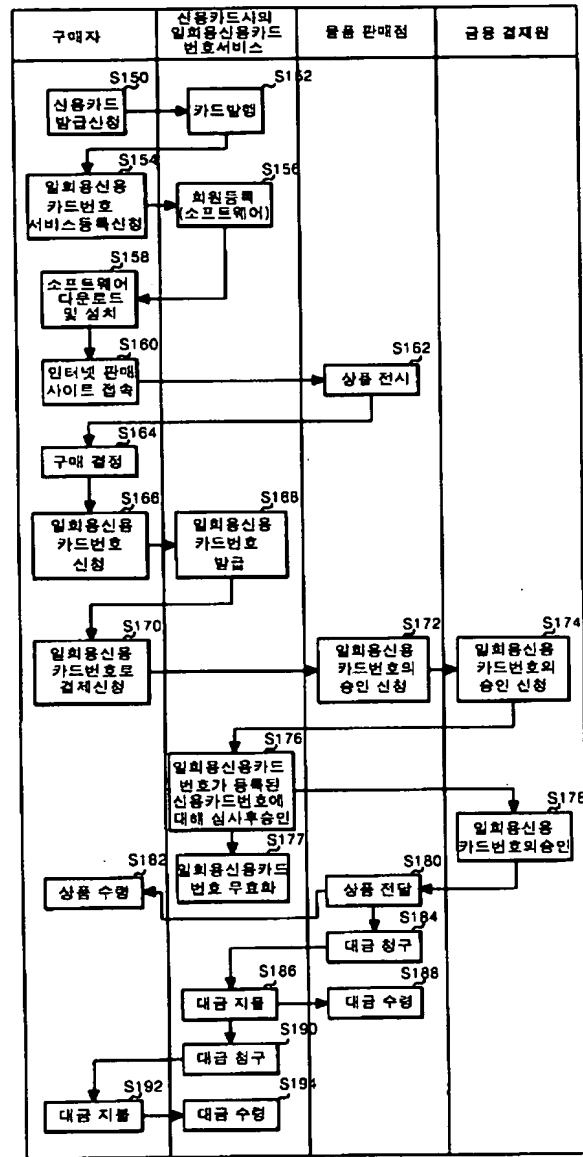 구매자
신용카드사의
일회용신용카드
번호서비스
물품 판매점
금융 결재원
S150
신용카드
발급신청
S152
카드발행
S154
일회용신용
카드번호
서비스등록신청
S156
회원등록
(소프트웨어)
S158
소프트웨어
다운로드
및 설치
S160
인터넷 판매
사이트 접속
S162
상품 전시
S164
구매 결정
S166
일회용신용
카드번호
신청
S168
일회용신용
카드번호
발급
S170
일회용신용
카드번호로
결제신청
S172
일회용신용
카드번호의
승인 신청
S174
일회용신용
카드번호의
승인 신청
S176
일회용신용카드
번호가 등록된
신용카드번호에
대해 심사후승인
S178
일회용신용
카드번호의승인
S177
일회용신용카드
번호 무효화
S180
상품 전달
S182
상품 수령
S184
대금 청구
S186
대금 지불
S188
대금 수령
S190
대금 청구
S192
대금 지불
S194
대금 수령